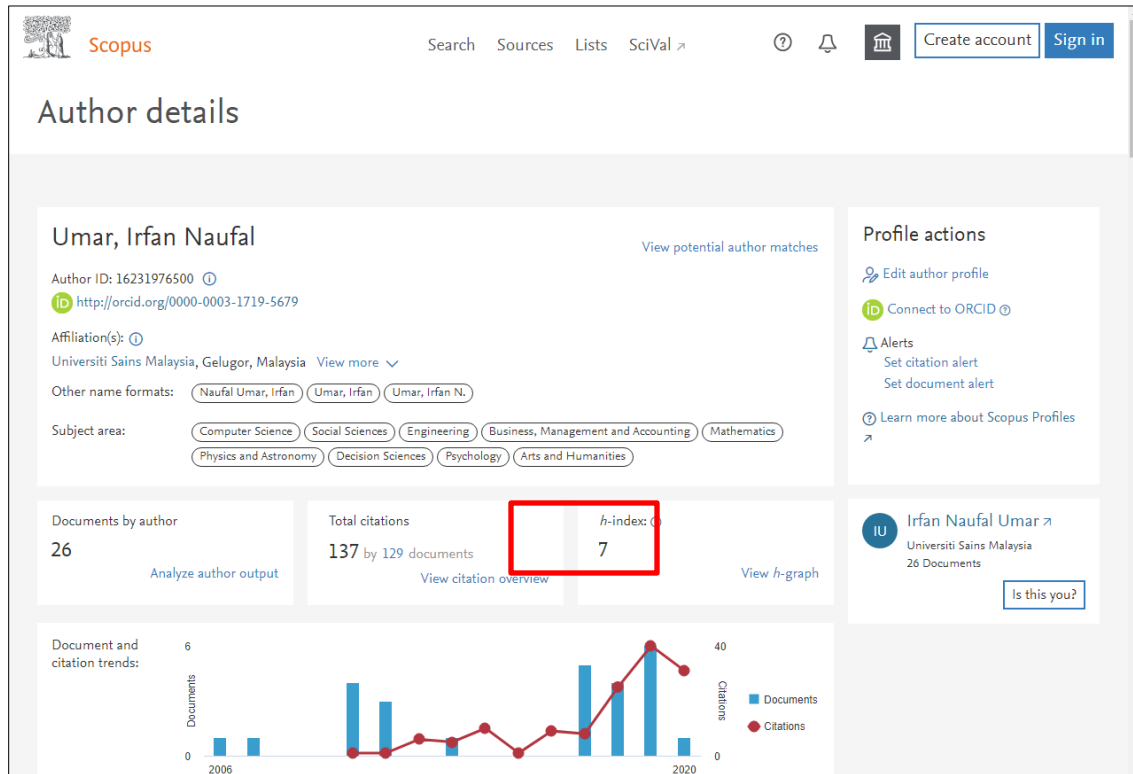 Scopus
Search Sources Lists SciVal ↗
Create account
Sign in
Author details
Umar, Irfan Naufal
View potential author matches
Author ID: 16231976500
iD http://orcid.org/0000-0003-1719-5679
Affiliation(s):
Universiti Sains Malaysia, Gelugor, Malaysia View more
Other name formats: Naufal Umar, Irfan Umar, Irfan Umar, Irfan N.
Subject area: Computer Science Social Sciences Engineering Business, Management and Accounting Mathematics
Physics and Astronomy Decision Sciences Psychology Arts and Humanities
Profile actions
Edit author profile
iD Connect to ORCID
Alerts
Set citation alert
Set document alert
Learn more about Scopus Profiles
↗
Documents by author
26
Analyze author output
Total citations
137 by 129 documents
View citation overview
h-index:
7
View h-graph
IU
Irfan Naufal Umar ↗
Universiti Sains Malaysia
26 Documents
Is this you?
Document and
citation trends:
6
Documents
0
2006
2020
40
Citations
0
Documents
Citations